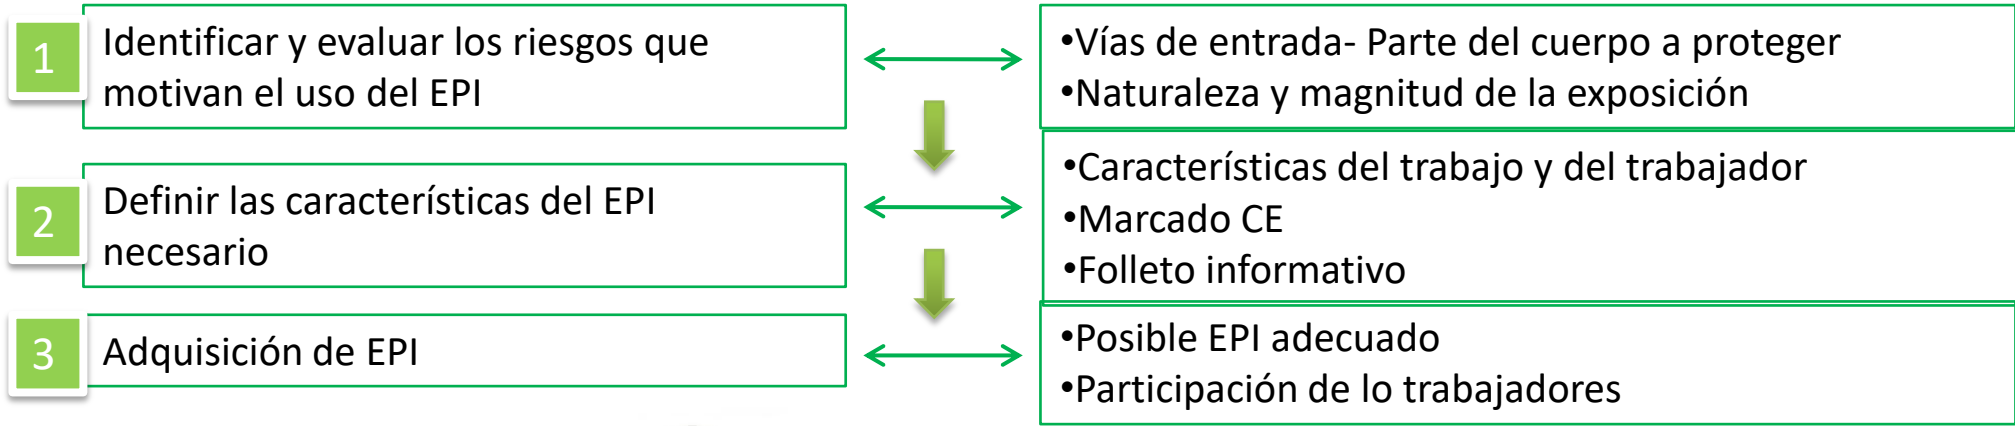 1
Identificar y evaluar los riesgos que
motivan el uso del EPI
•Vías de entrada- Parte del cuerpo a proteger
•Naturaleza y magnitud de la exposición
2
Definir las características del EPI
necesario
•Características del trabajo y del trabajador
•Marcado CE
•Folleto informativo
3
Adquisición de EPI
•Posible EPI adecuado
•Participación de lo trabajadores